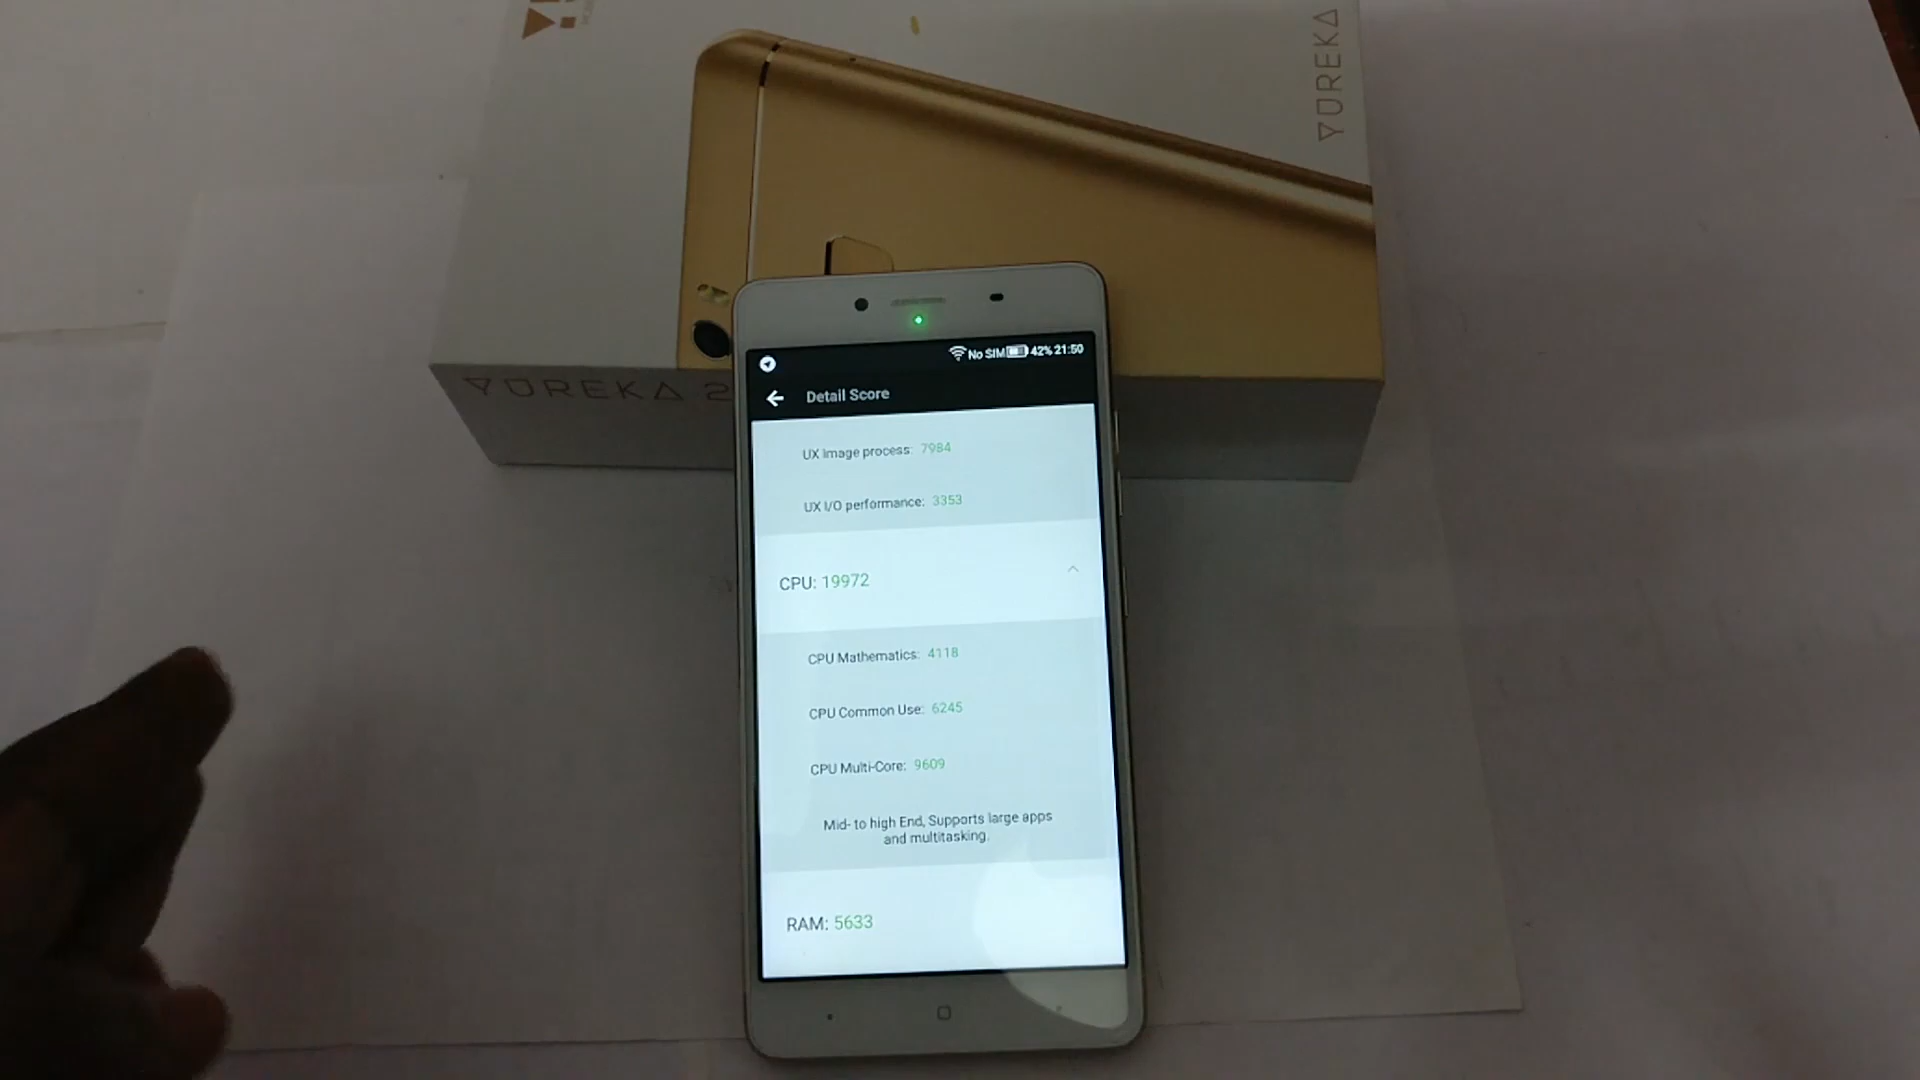 YUREKA
YUREKA 2
No SIM 42% 21:50
Detail Score
UX Image process: 7984
UX I/O performance: 3353
CPU: 19972
CPU Mathematics: 4118
CPU Common Use: 6245
CPU Multi-Core: 9609
Mid- to high End, Supports large apps
and multitasking.
RAM: 5633